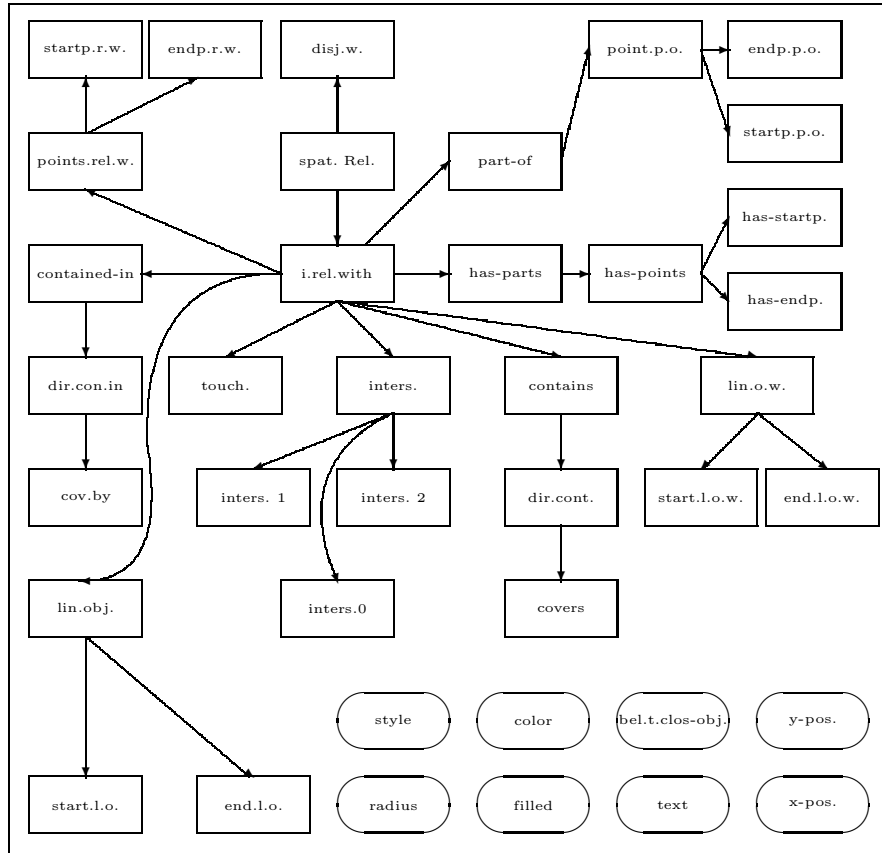 startp.r.w.
endp.r.w.
disj.w.
point.p.o.
endp.p.o.
startp.p.o.
points.rel.w.
spat. Rel.
part-of
has-startp.
contained-in
i.rel.with
has-parts
has-points
has-endp.
dir.con.in
touch.
inters.
contains
lin.o.w.
cov.by
inters. 1
inters. 2
dir.cont.
start.l.o.w.
end.l.o.w.
lin.obj.
inters.0
covers
style
color
bel.t.clos-obj.
y-pos.
start.l.o.
end.l.o.
radius
filled
text
x-pos.